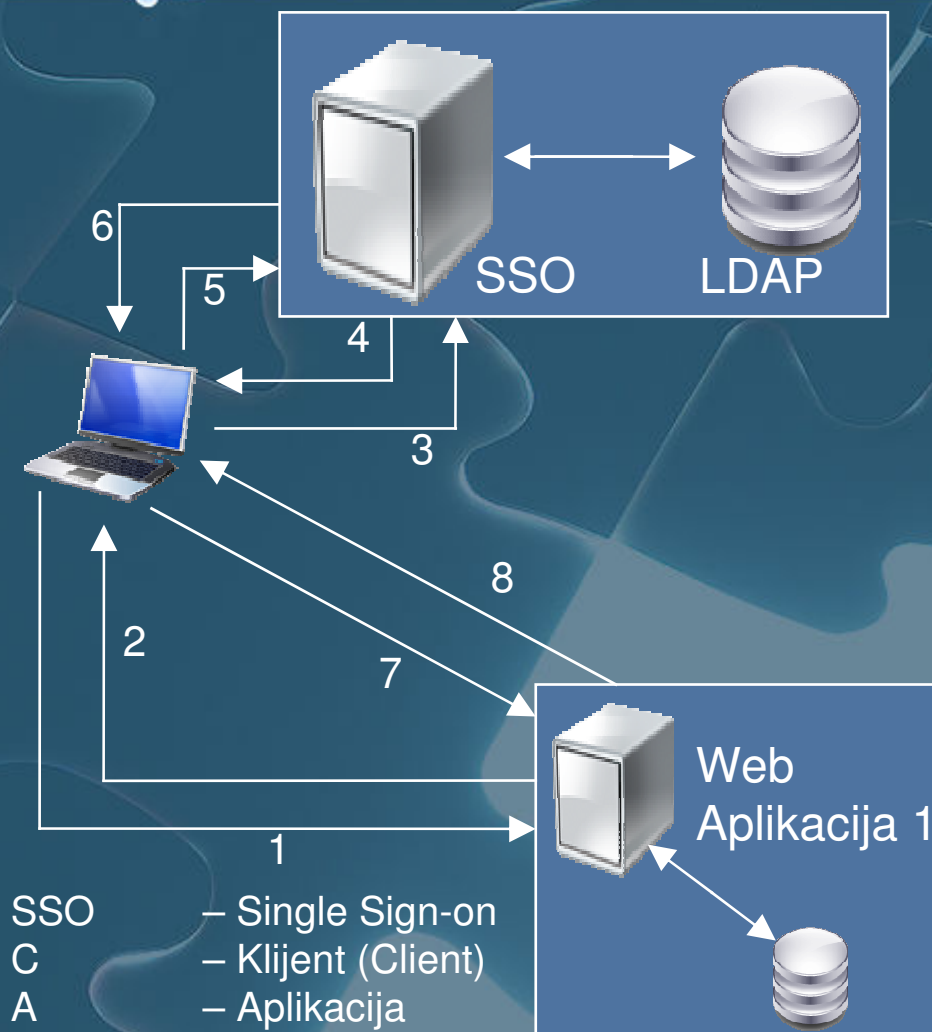 SSO
LDAP
6
5
4
3
8
2
7
Web
Aplikacija 1
1
SSO – Single Sign-on
C – Klijent (Client)
A – Aplikacija